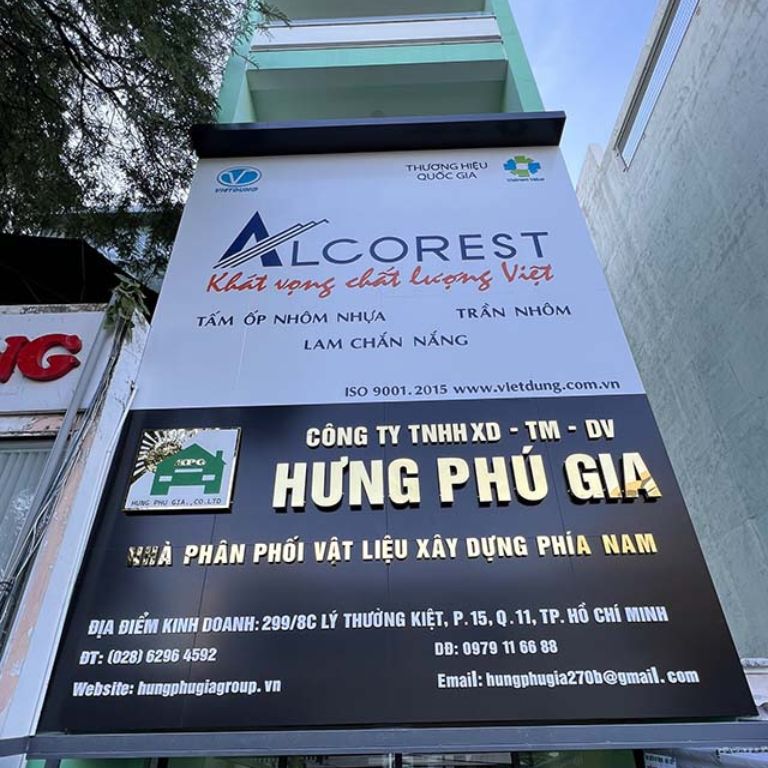 VIETDUNG
THƯƠNG HIỆU
QUỐC GIA
Vietnam Value
ALCOREST
Khát vọng chất lượng Việt
TẤM ỐP NHÔM NHỰA TRẦN NHÔM
LAM CHẮN NẮNG
ISO 9001.2015 www.vietdung.com.vn
NG
CÔNG TY TNHH XD - TM - DV
HPG
HƯNG PHÚ GIA
HUNG PHU GIA.,CO.LTD
NHÀ PHÂN PHỐI VẬT LIỆU XÂY DỰNG PHÍA NAM
ĐỊA ĐIỂM KINH DOANH: 299/8C LÝ THƯỜNG KIỆT, P. 15, Q. 11, TP. HỒ CHÍ MINH
ĐT: (028) 6296 4592 DĐ: 0979 11 66 88
Website: hungphugiagroup.vn Email: hungphugia270b@gmail.com